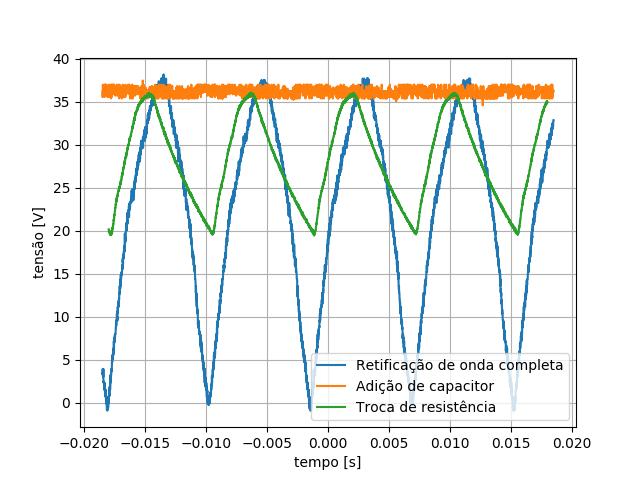 40
35
30
25
20
15
10
5
0
tensão [V]
Retificação de onda completa
Adição de capacitor
Troca de resistência
−0.020 −0.015 −0.010 −0.005 0.000 0.005 0.010 0.015 0.020
tempo [s]